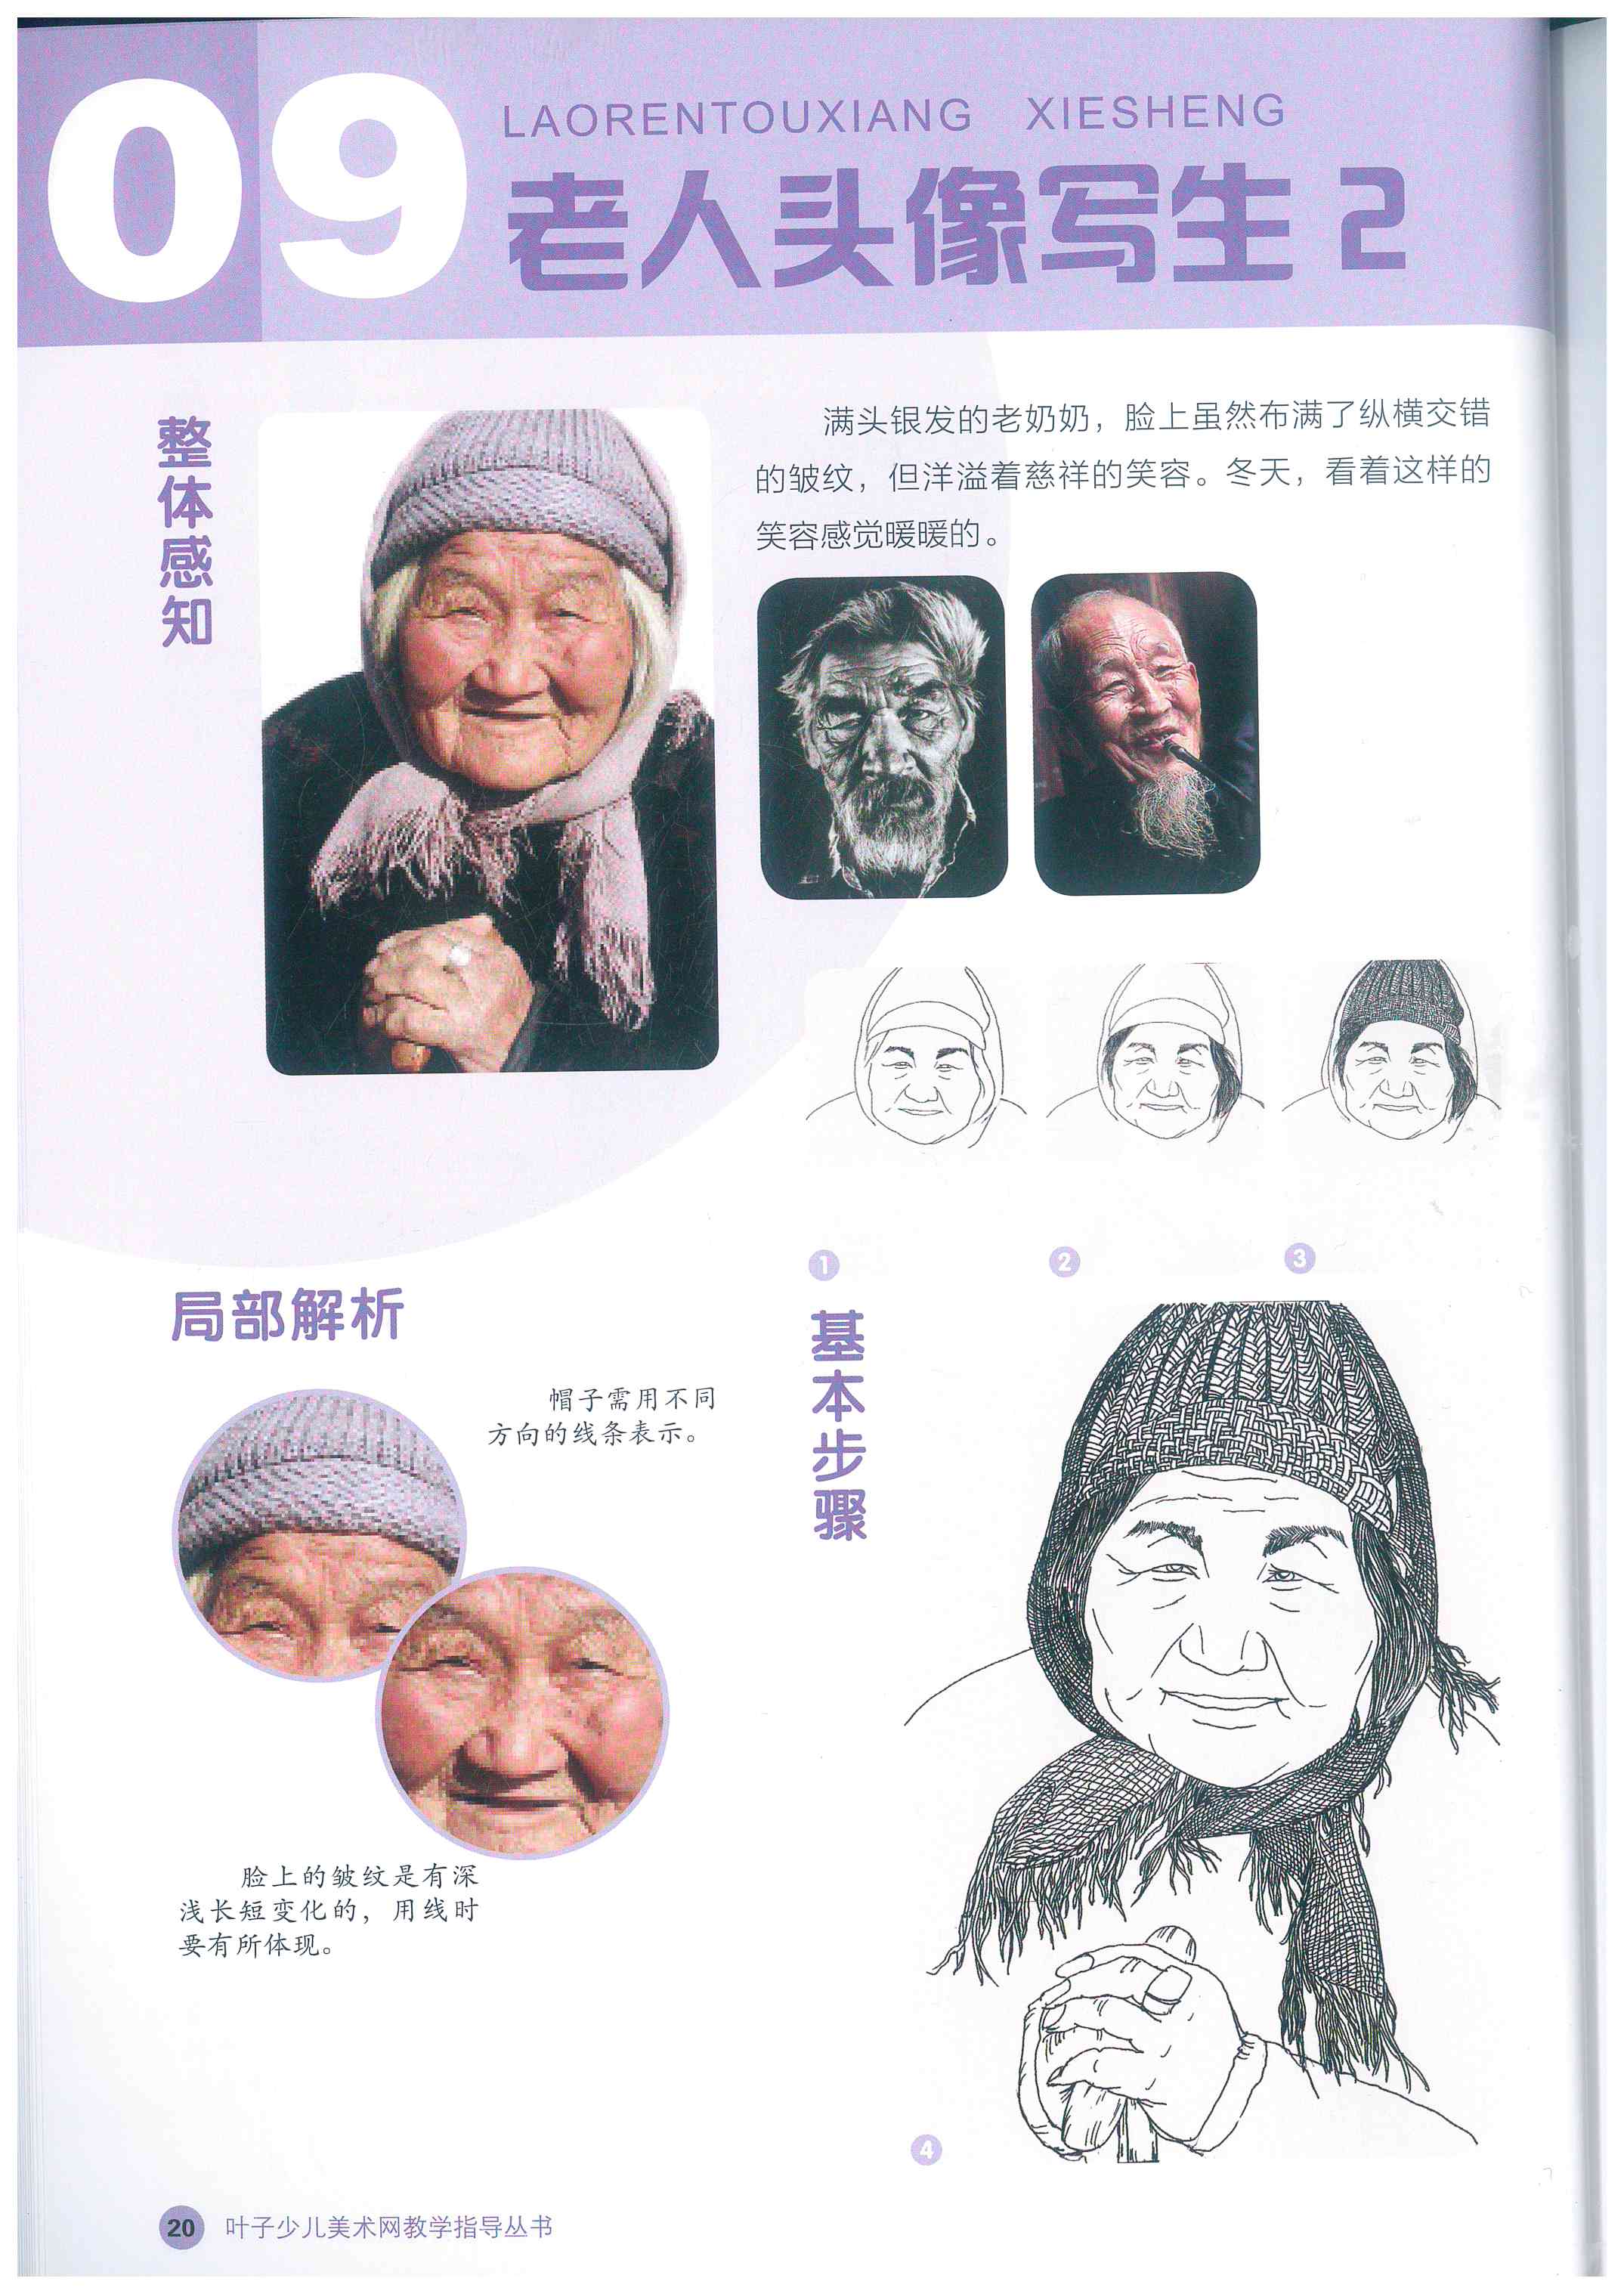 09
LAORENTOUXIANG XIESHENG
老人头像写生 2
整体感知
满头银发的老奶奶，脸上虽然布满了纵横交错
的皱纹，但洋溢着慈祥的笑容。冬天，看着这样的
笑容感觉暖暖的。
1
2
3
局部解析
帽子需用不同
方向的线条表示。
脸上的皱纹是有深
浅长短变化的，用线时
要有所体现。
基本步骤
4
20 叶子少儿美术网教学指导丛书